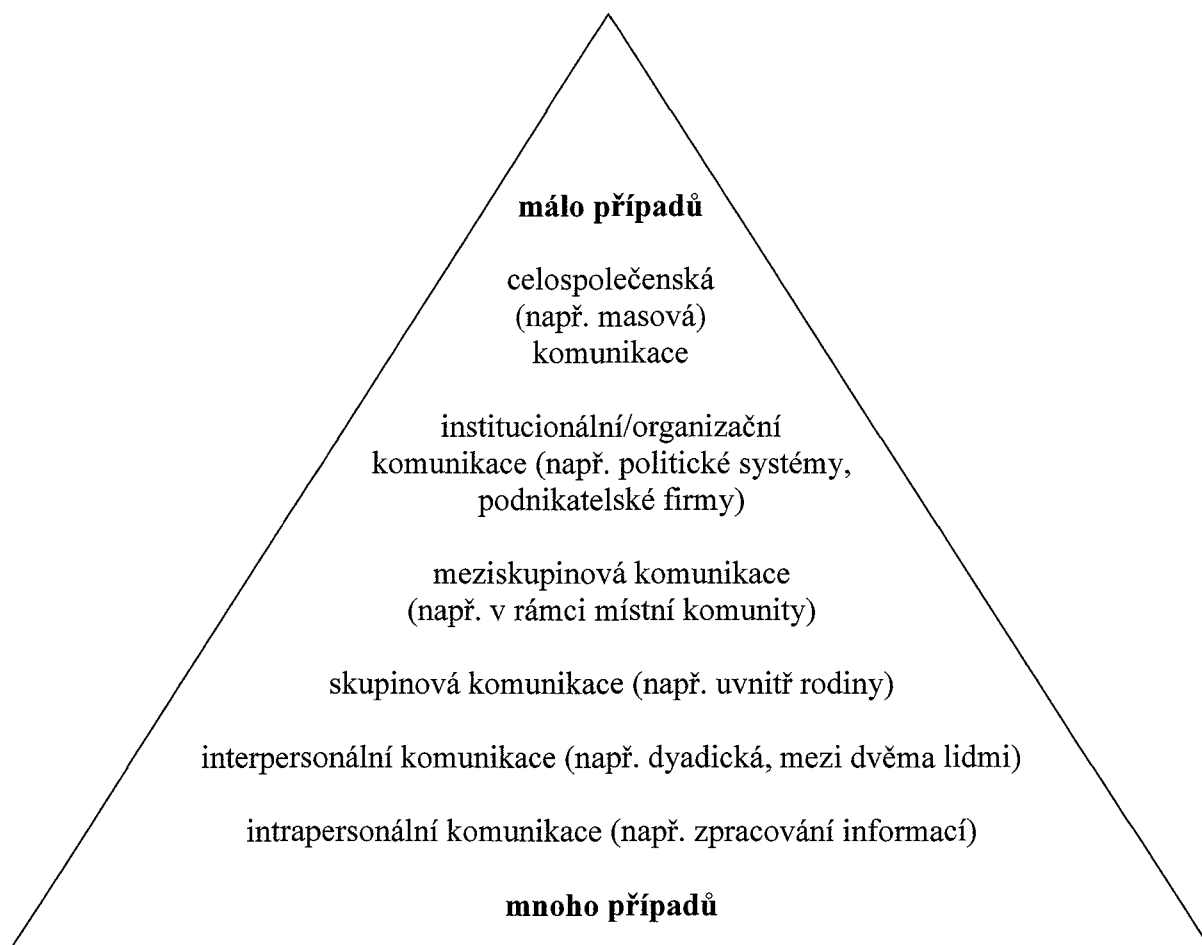 málo případů
celospolečenská
(např. masová)
komunikace
institucionální/organizační
komunikace (např. politické systémy,
podnikatelské firmy)
meziskupinová komunikace
(např. v rámci místní komunity)
skupinová komunikace (např. uvnitř rodiny)
interpersonální komunikace (např. dyadická, mezi dvěma lidmi)
intrapersonální komunikace (např. zpracování informací)
mnoho případů